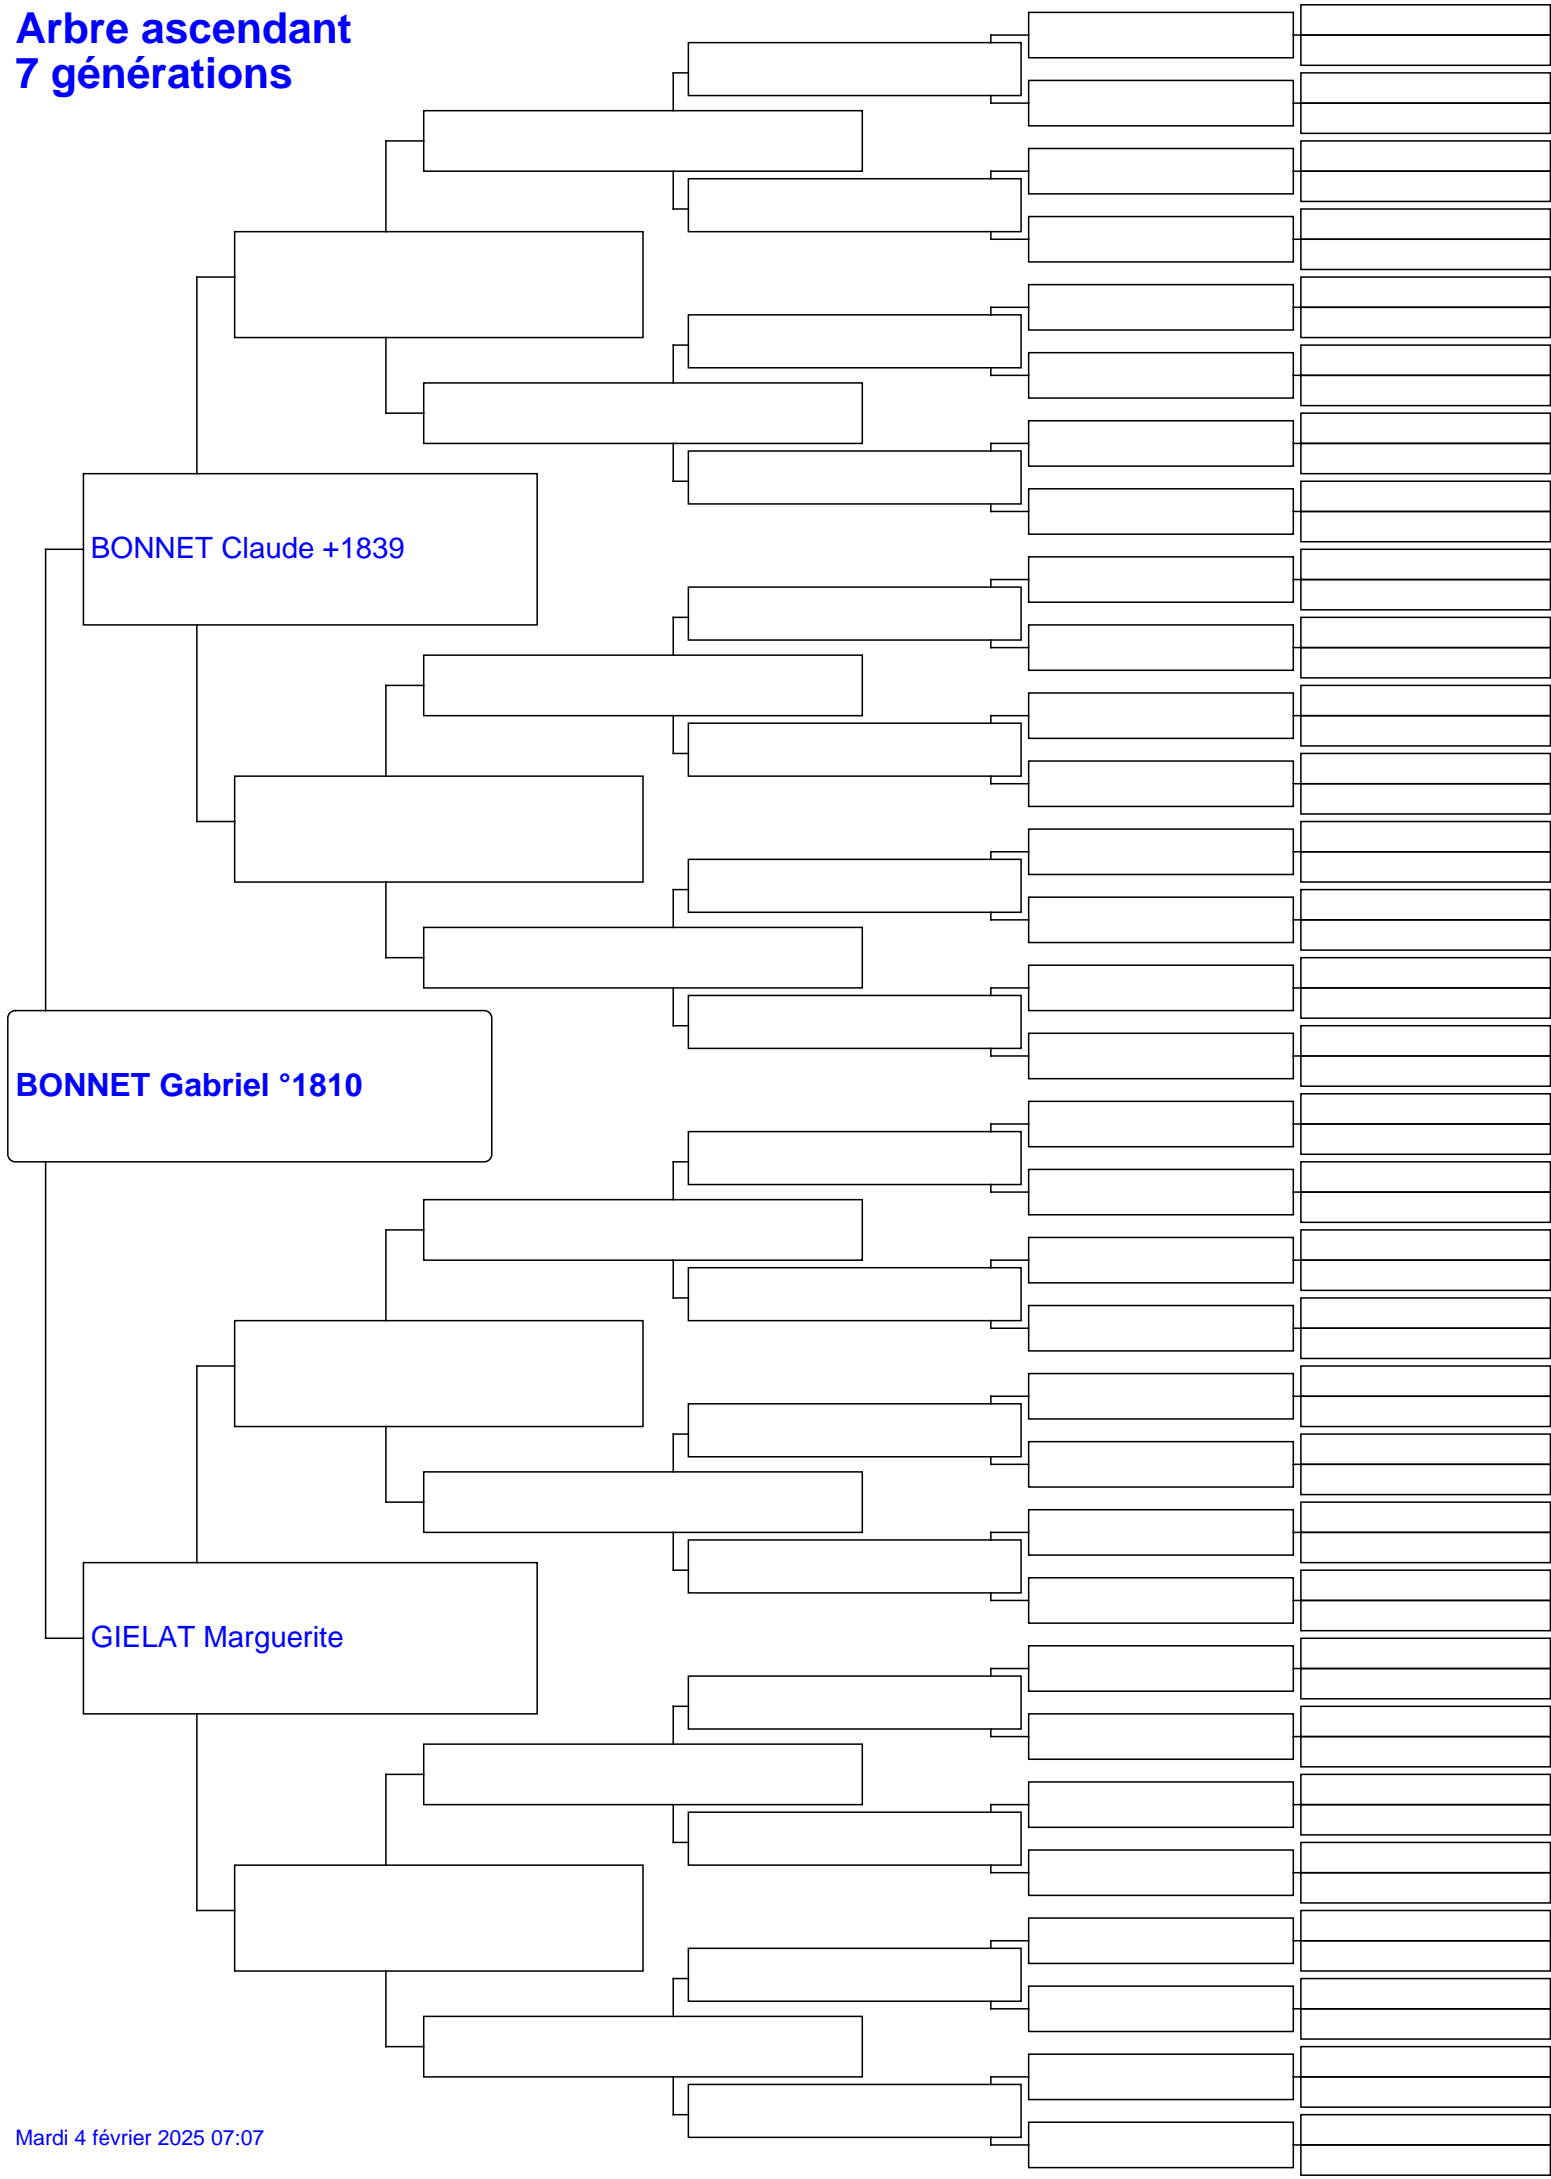 Arbre ascendant
7 générations
BONNET Claude +1839
BONNET Gabriel °1810
GIELAT Marguerite
Mardi 4 février 2025 07:07